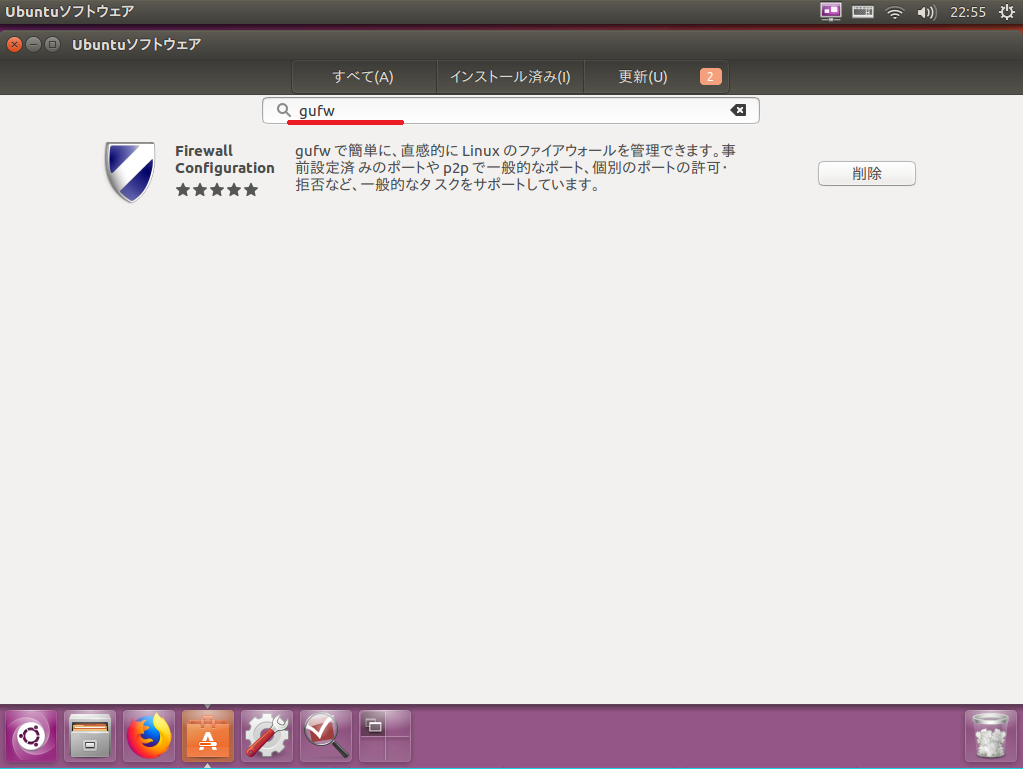 Ubuntuソフトウェア
22:55
Ubuntuソフトウェア
すべて(A)
インストール済み(I)
更新(U)
2
gufw
Firewall
Configuration
gufw で簡単に、直感的に Linux のファイアウォールを管理できます。事
前設定済 みのポートや p2p で一般的なポート、個別のポートの許可･
拒否など、一般的なタ スクをサポートしています。
削除